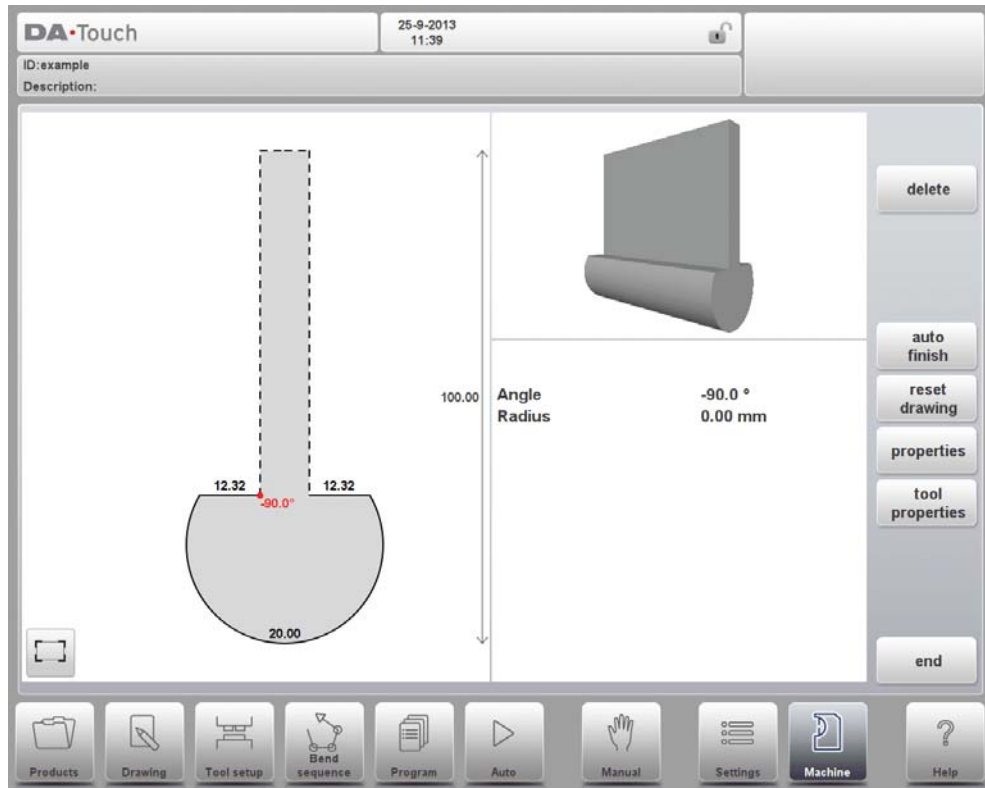 DA•Touch
25-9-2013
11:39
ID:example
Description:
delete
auto
finish
reset
drawing
properties
tool
properties
end
100.00
Angle -90.0 °
Radius 0.00 mm
12.32
12.32
-90.0°
20.00
Products
Drawing
Tool setup
Bend
sequence
Program
Auto
Manual
Settings
Machine
?
Help